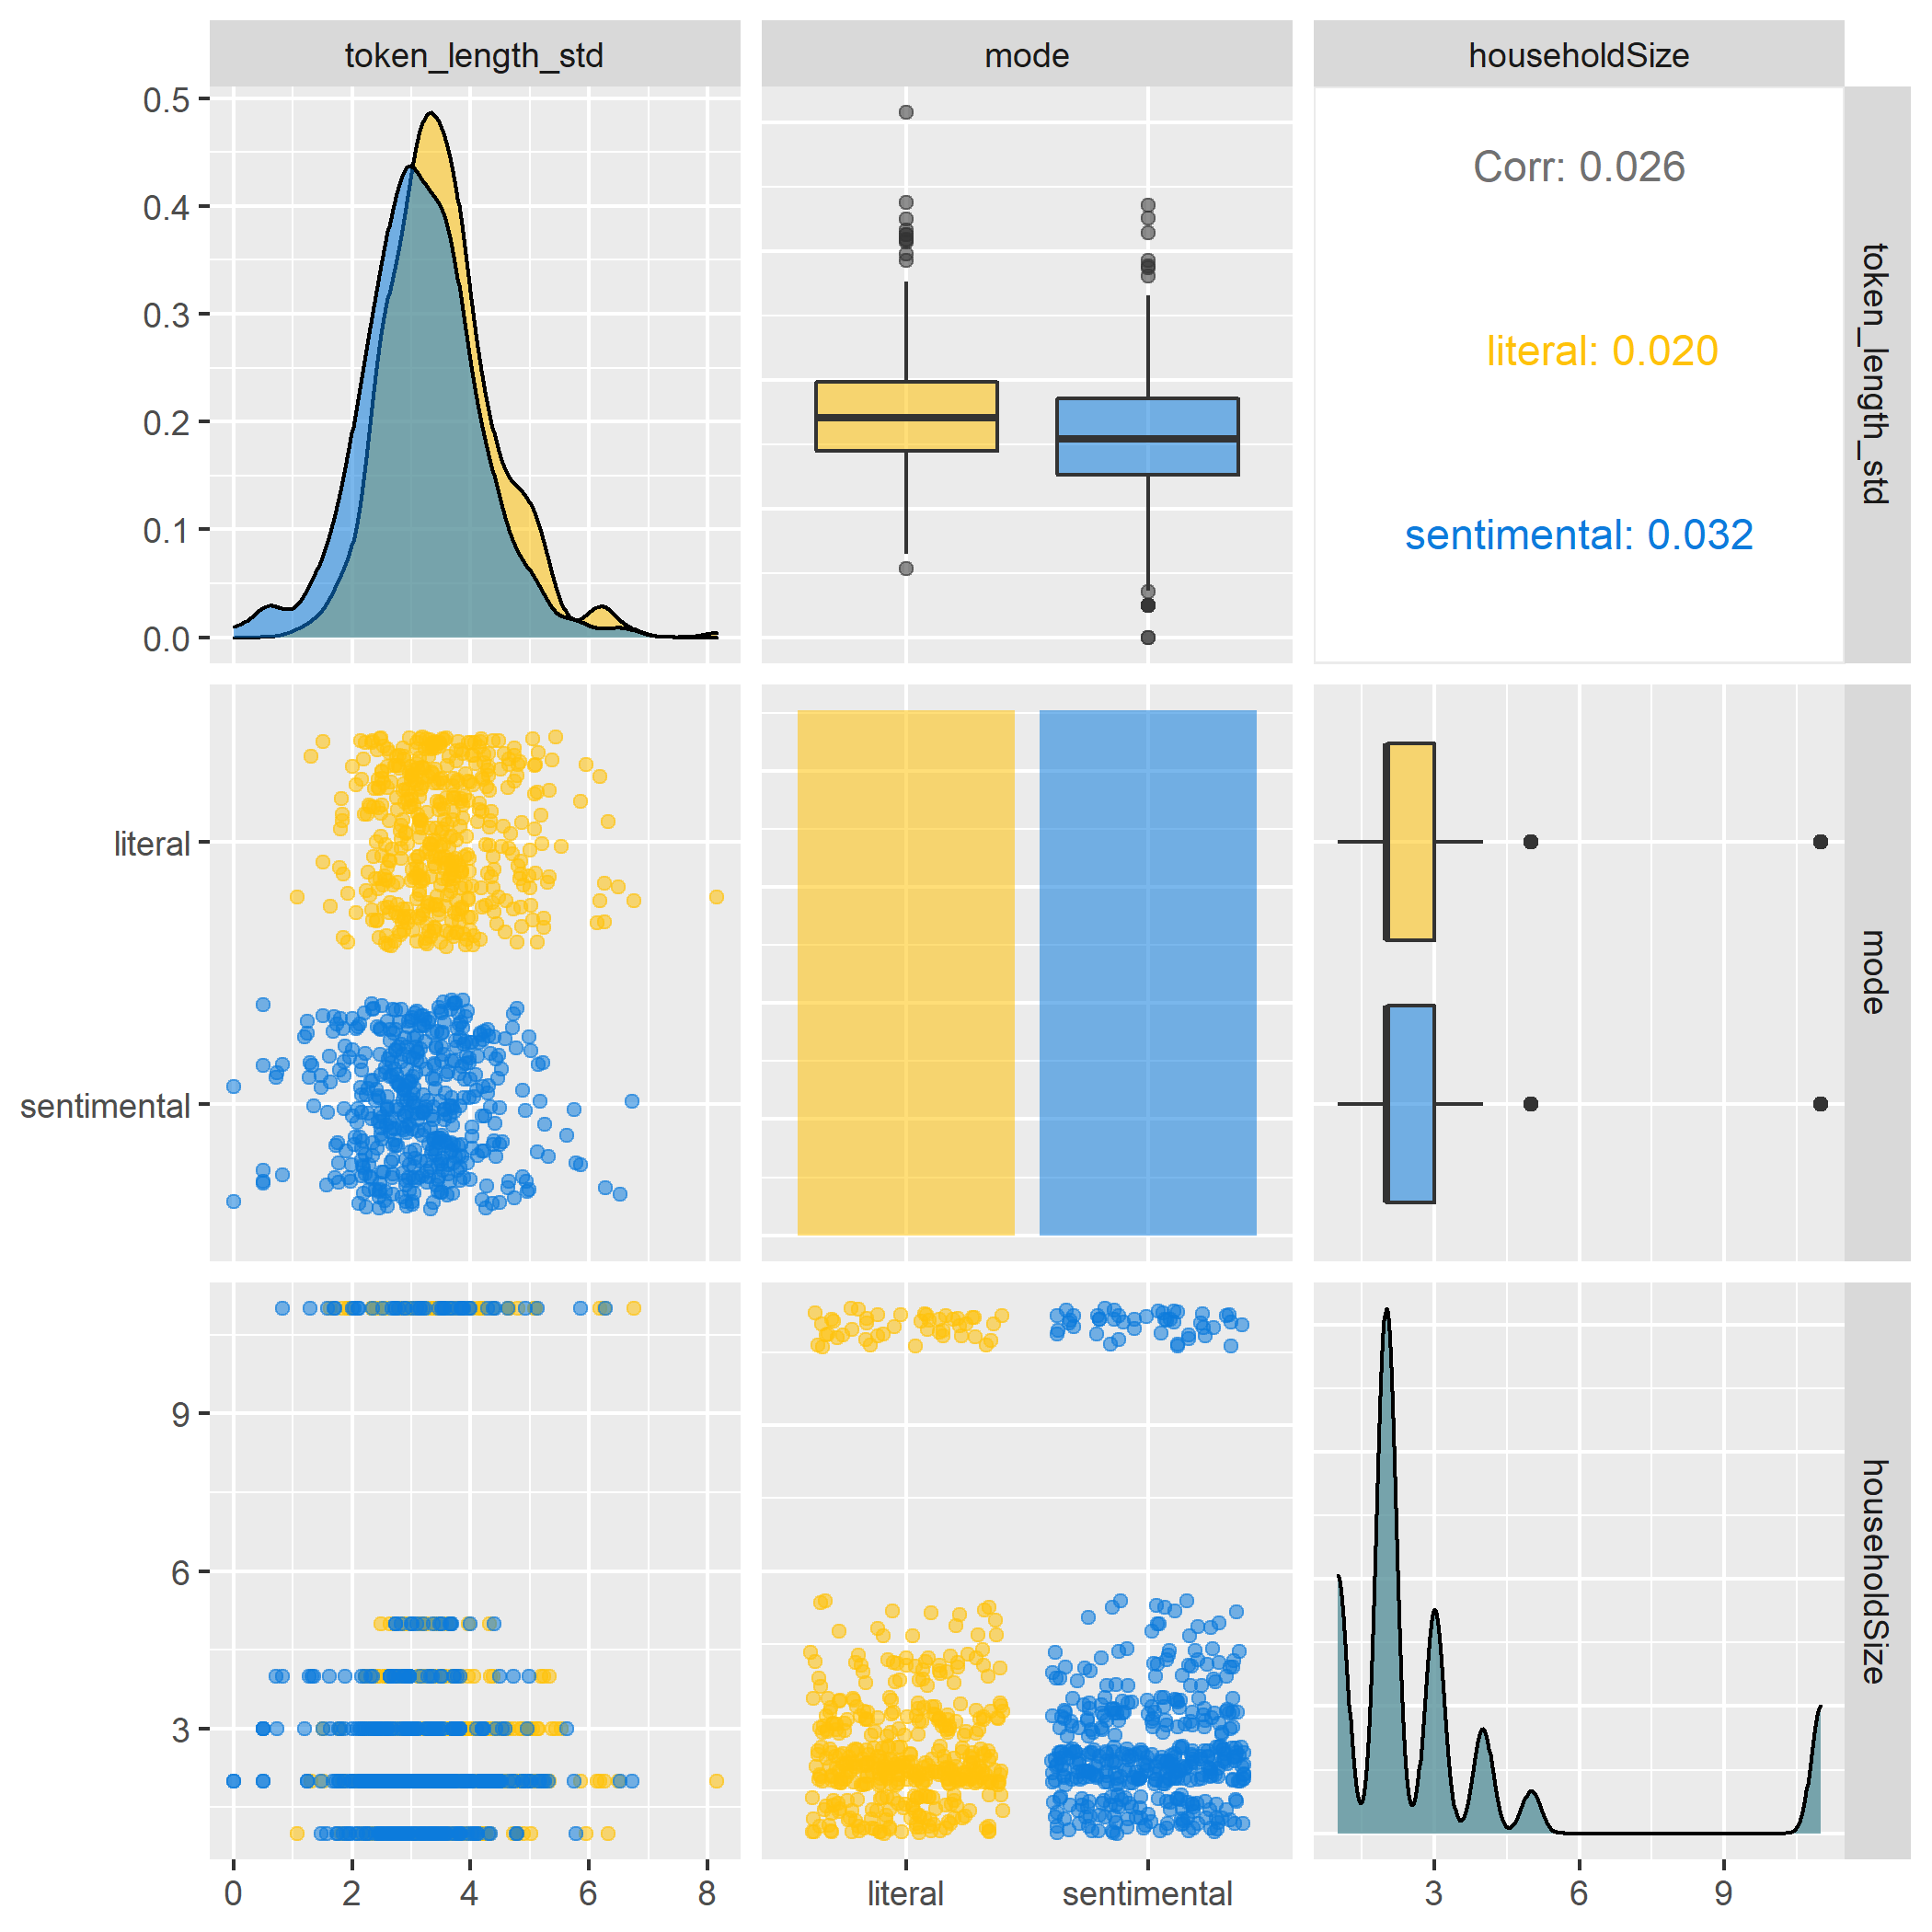 token_length_std
mode
householdSize
0.5
0.4
0.3
0.2
0.1
0.0
Corr: 0.026
literal: 0.020
sentimental: 0.032
token_length_std
literal
sentimental
mode
9
6
3
householdSize
0 2 4 6 8
literal sentimental
3 6 9